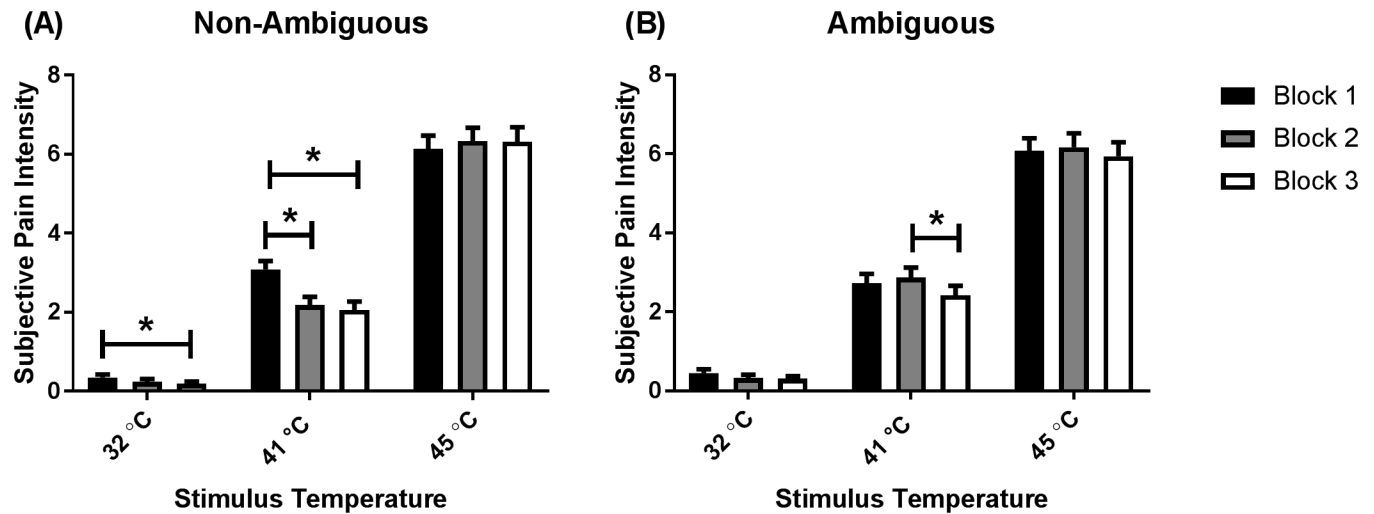 (A) Non-Ambiguous
Subjective Pain Intensity
8
6
4
2
0
*
*
*
32 °C
41 °C
45 °C
Stimulus Temperature
(B) Ambiguous
Subjective Pain Intensity
8
6
4
2
0
*
32 °C
41 °C
45 °C
Stimulus Temperature
Block 1
Block 2
Block 3